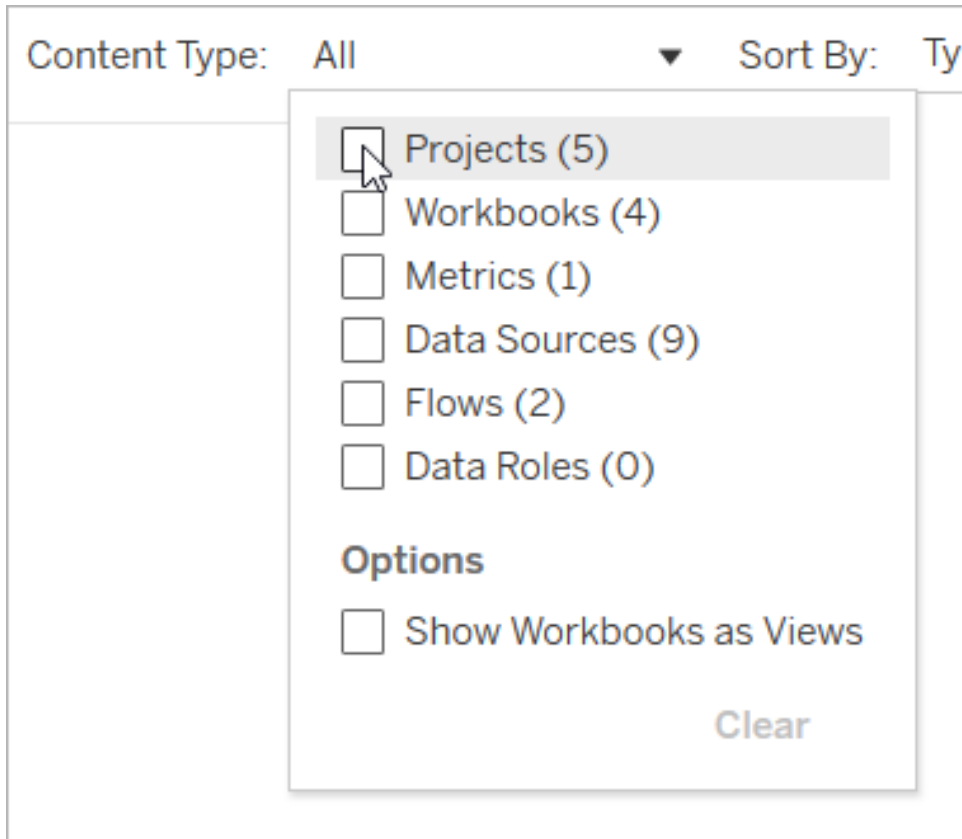 Content Type: All Sort By: Ty
Projects (5)
Workbooks (4)
Metrics (1)
Data Sources (9)
Flows (2)
Data Roles (0)
Options
Show Workbooks as Views
Clear